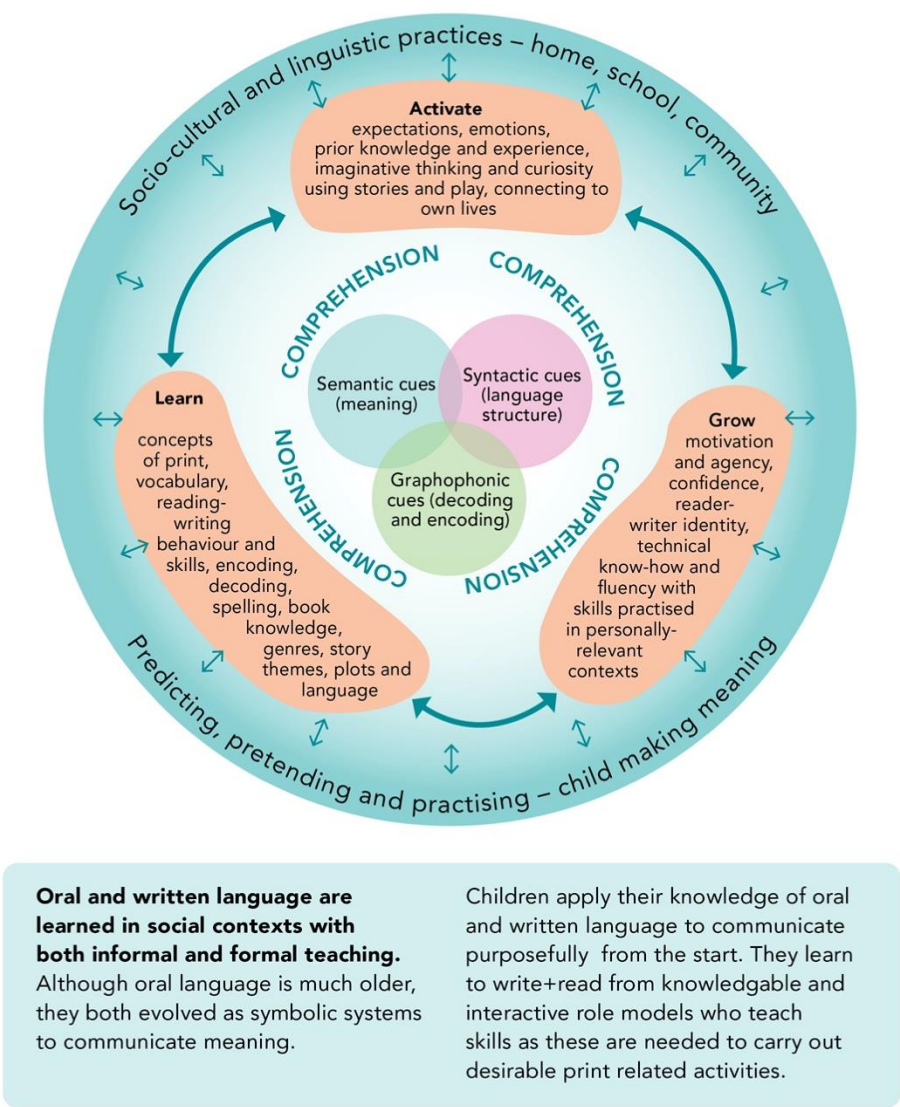 Socio-cultural and linguistic practices – home, school, community
Activate
expectations, emotions,
prior knowledge and experience,
imaginative thinking and curiosity
using stories and play, connecting to
own lives
COMPREHENSION
COMPREHENSION
Semantic cues
(meaning)
Syntactic cues
(language
structure)
Graphophonic
cues (decoding
and encoding)
COMPREHENSION
COMPREHENSION
Learn
concepts
of print,
vocabulary,
reading-
writing
behaviour and
skills, encoding,
decoding,
spelling, book
knowledge,
genres, story
themes, plots and
language
Grow
motivation
and agency,
confidence,
reader-
writer identity,
technical
know-how and
fluency with
skills practised
in personally-
relevant
contexts
Predicting, pretending and practising – child making meaning
Oral and written language are
learned in social contexts with
both informal and formal teaching.
Although oral language is much older,
they both evolved as symbolic systems
to communicate meaning.
Children apply their knowledge of oral
and written language to communicate
purposefully from the start. They learn
to write+read from knowledgable and
interactive role models who teach
skills as these are needed to carry out
desirable print related activities.